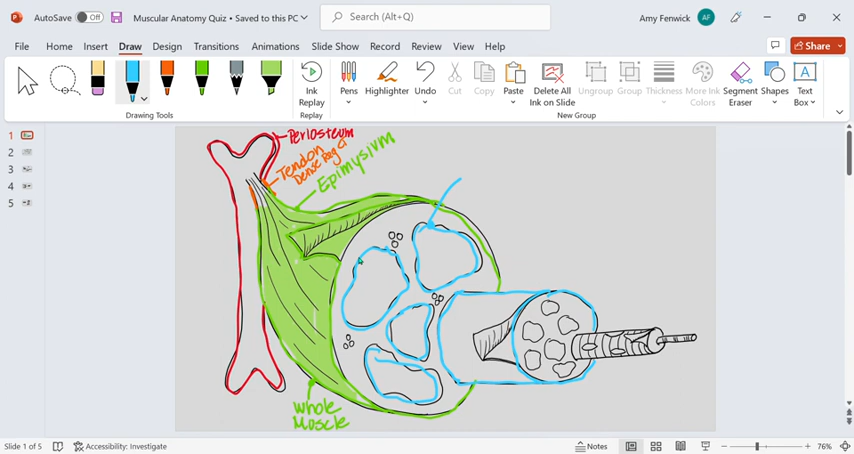 AutoSave Off Muscular Anatomy Quiz • Saved to this PC Search (Alt+Q) Amy Fenwick AF
File Home Insert Draw Design Transitions Animations Slide Show Record Review View Help Share
Ink Replay
Pens
Highlighter
Undo
Cut
Copy
Paste
Delete All Ink on Slide
Ungroup
Group
Thickness
More Ink Colors
Segment Eraser
Shapes
Text Box
Drawing Tools New Group
1
2
3
4
5
Periosteum
Tendon
Dense Reg CT
Epimysium
Whole
Muscle
Slide 1 of 5 Accessibility: Investigate Notes 76%